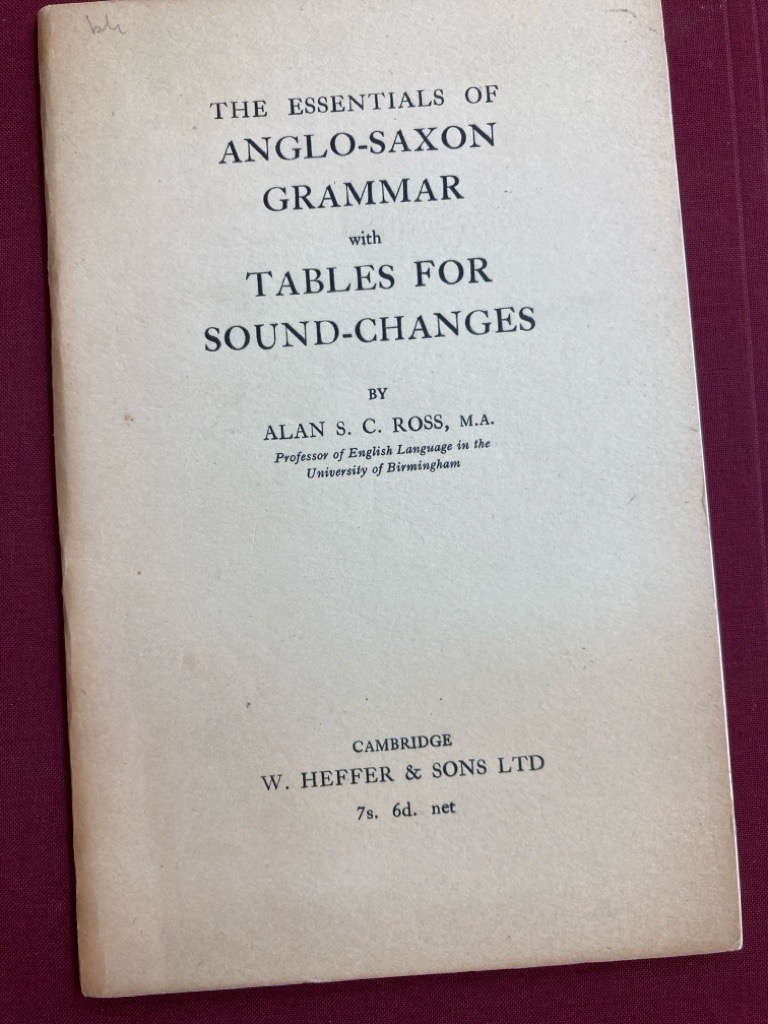 THE ESSENTIALS OF
ANGLO-SAXON
GRAMMAR
with
TABLES FOR
SOUND-CHANGES
BY
ALAN S. C. ROSS, M.A.
Professor of English Language in the
University of Birmingham
CAMBRIDGE
W. HEFFER & SONS LTD
7s. 6d. net